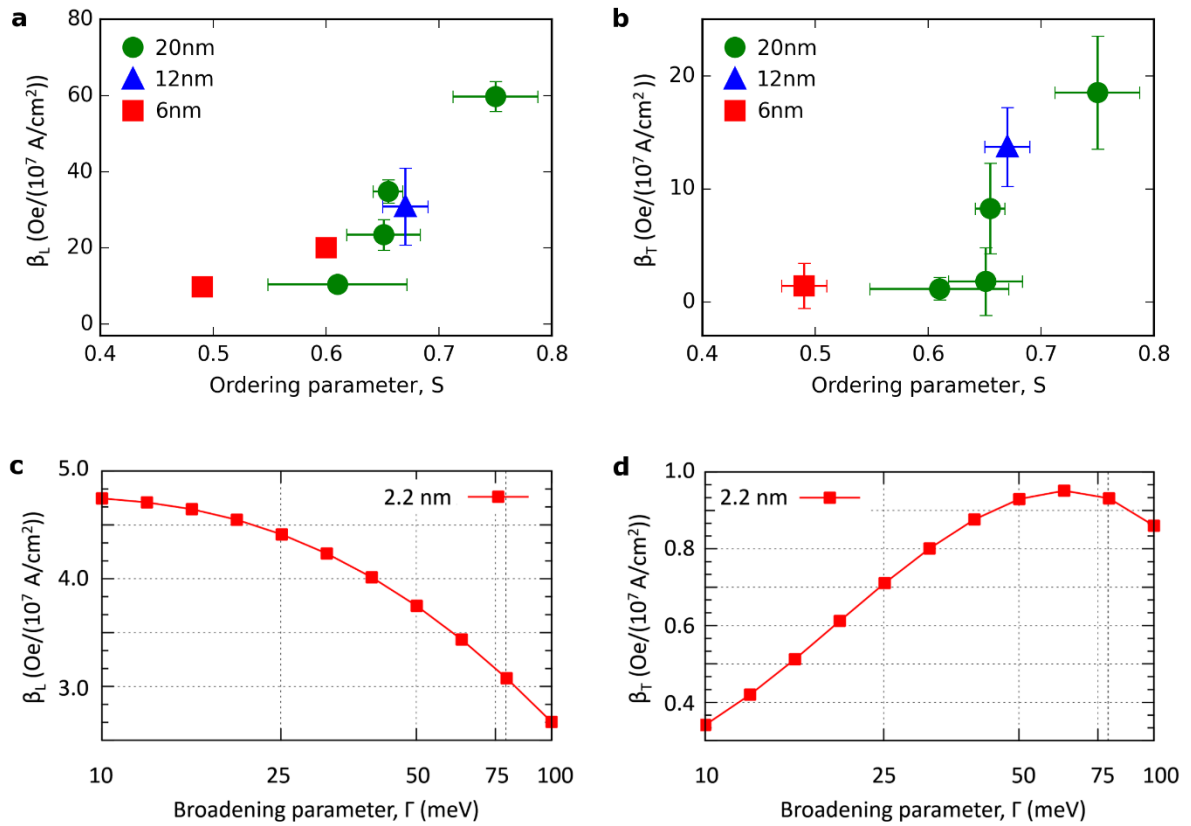 a
80
60
40
20
0
β_L (Oe/(10⁷ A/cm²))
20nm
12nm
6nm
0.4 0.5 0.6 0.7 0.8
Ordering parameter, S
b
20
10
0
β_T (Oe/(10⁷ A/cm²))
20nm
12nm
6nm
0.4 0.5 0.6 0.7 0.8
Ordering parameter, S
c
5.0
4.0
3.0
β_L (Oe/(10⁷ A/cm²))
2.2 nm
10 25 50 75 100
Broadening parameter, Γ (meV)
d
1.0
0.8
0.6
0.4
β_T (Oe/(10⁷ A/cm²))
2.2 nm
10 25 50 75 100
Broadening parameter, Γ (meV)